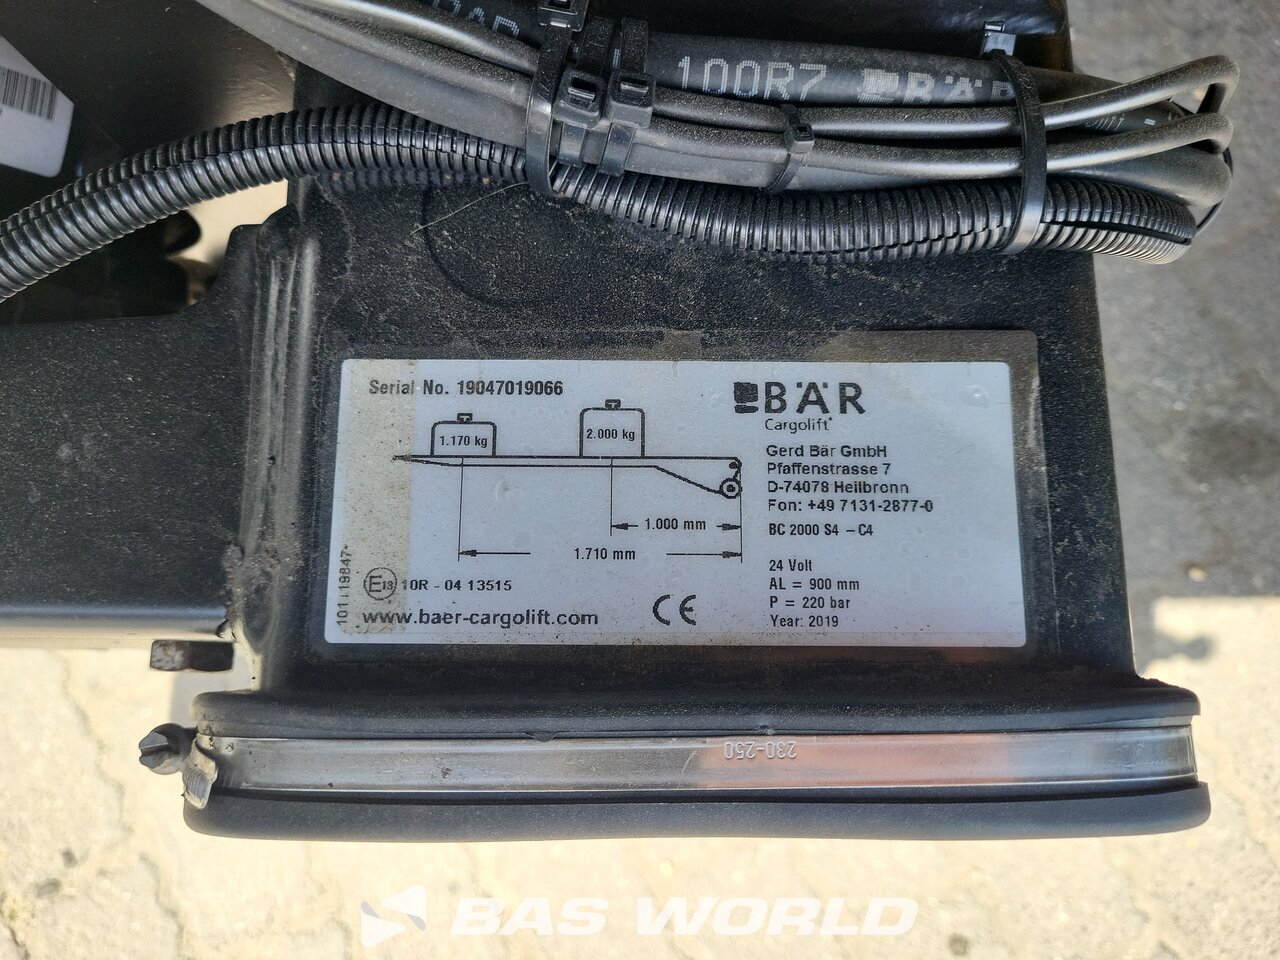 100R7 BÄR
Serial No. 19047019066
BÄR
Cargolift
1.170 kg
2.000 kg
Gerd Bär GmbH
Pfaffenstrasse 7
D-74078 Heilbronn
Fon: +49 7131-2877-0
1.000 mm
BC 2000 S4 – C4
1.710 mm
24 Volt
AL = 900 mm
P = 220 bar
Year: 2019
E13 10R - 04 13515
www.baer-cargolift.com
CE
230-250
BAS WORLD